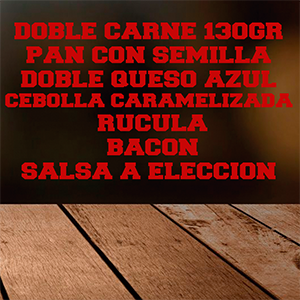 DOBLE CARNE 130GR
PAN CON SEMILLA
DOBLE QUESO AZUL
CEBOLLA CARAMELIZADA
RUCULA
BACON
SALSA A ELECCION